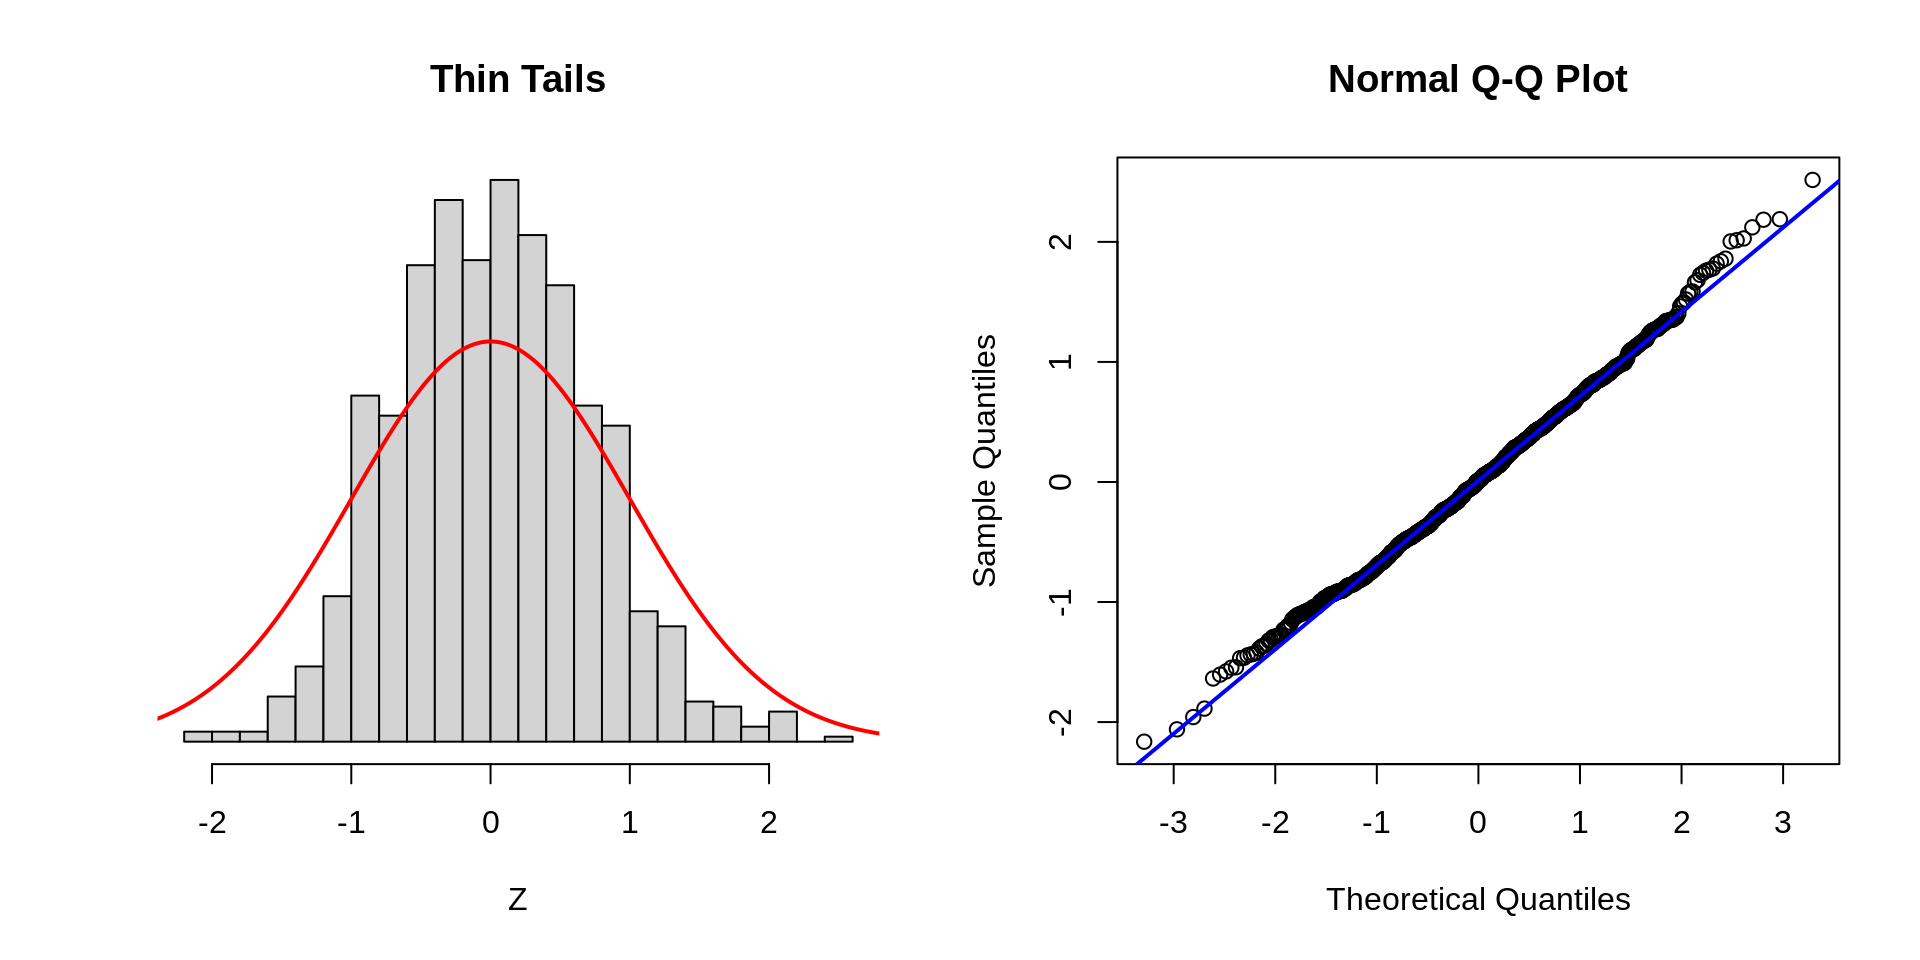 Thin Tails
-2 -1 0 1 2
Z
Normal Q-Q Plot
Sample Quantiles
2
1
0
-1
-2
-3 -2 -1 0 1 2 3
Theoretical Quantiles